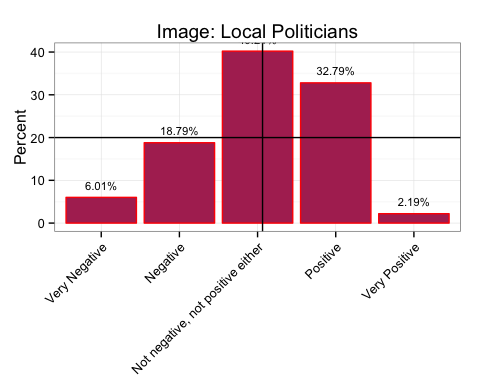 Image: Local Politicians
Percent
40
30
20
10
0
6.01%
18.79%
32.79%
2.19%
Very Negative
Negative
Not negative, not positive either
Positive
Very Positive